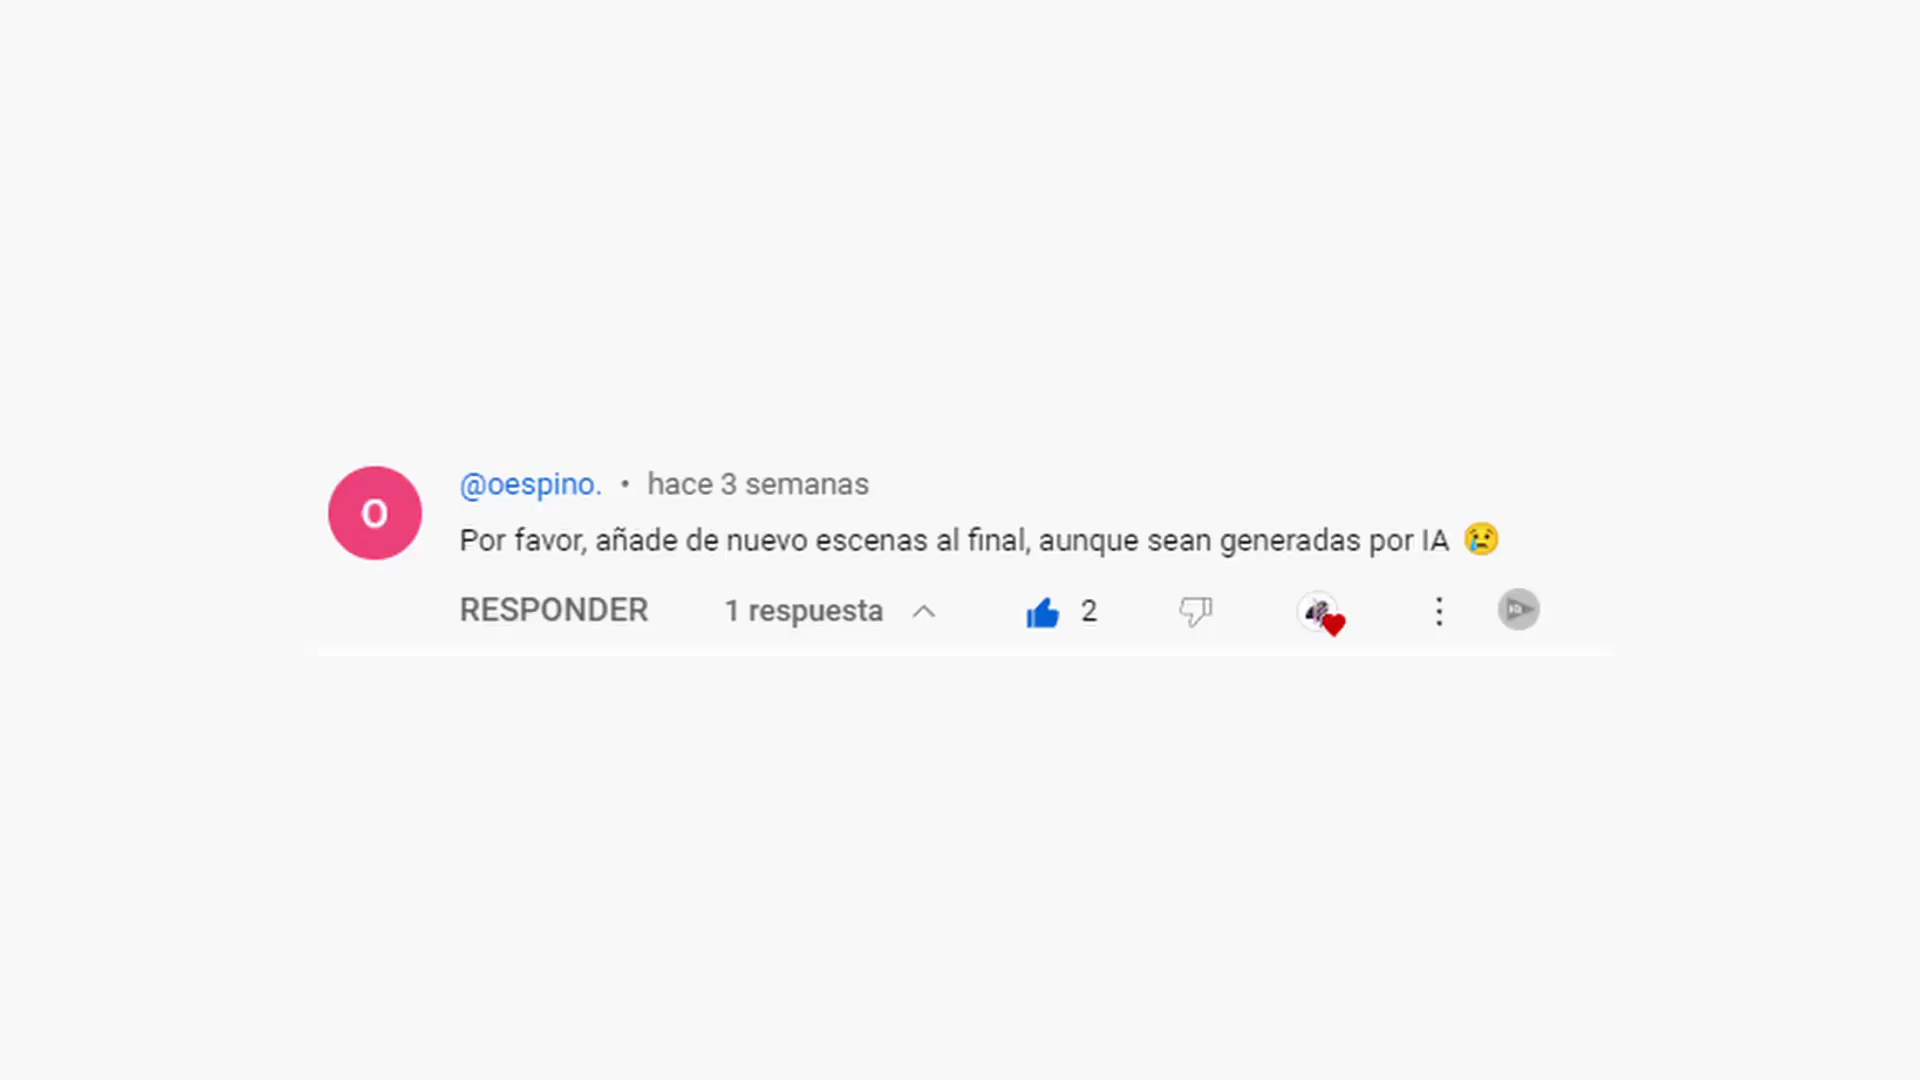 O
@oespino. • hace 3 semanas
Por favor, añade de nuevo escenas al final, aunque sean generadas por IA 😢
RESPONDER 1 respuesta 2